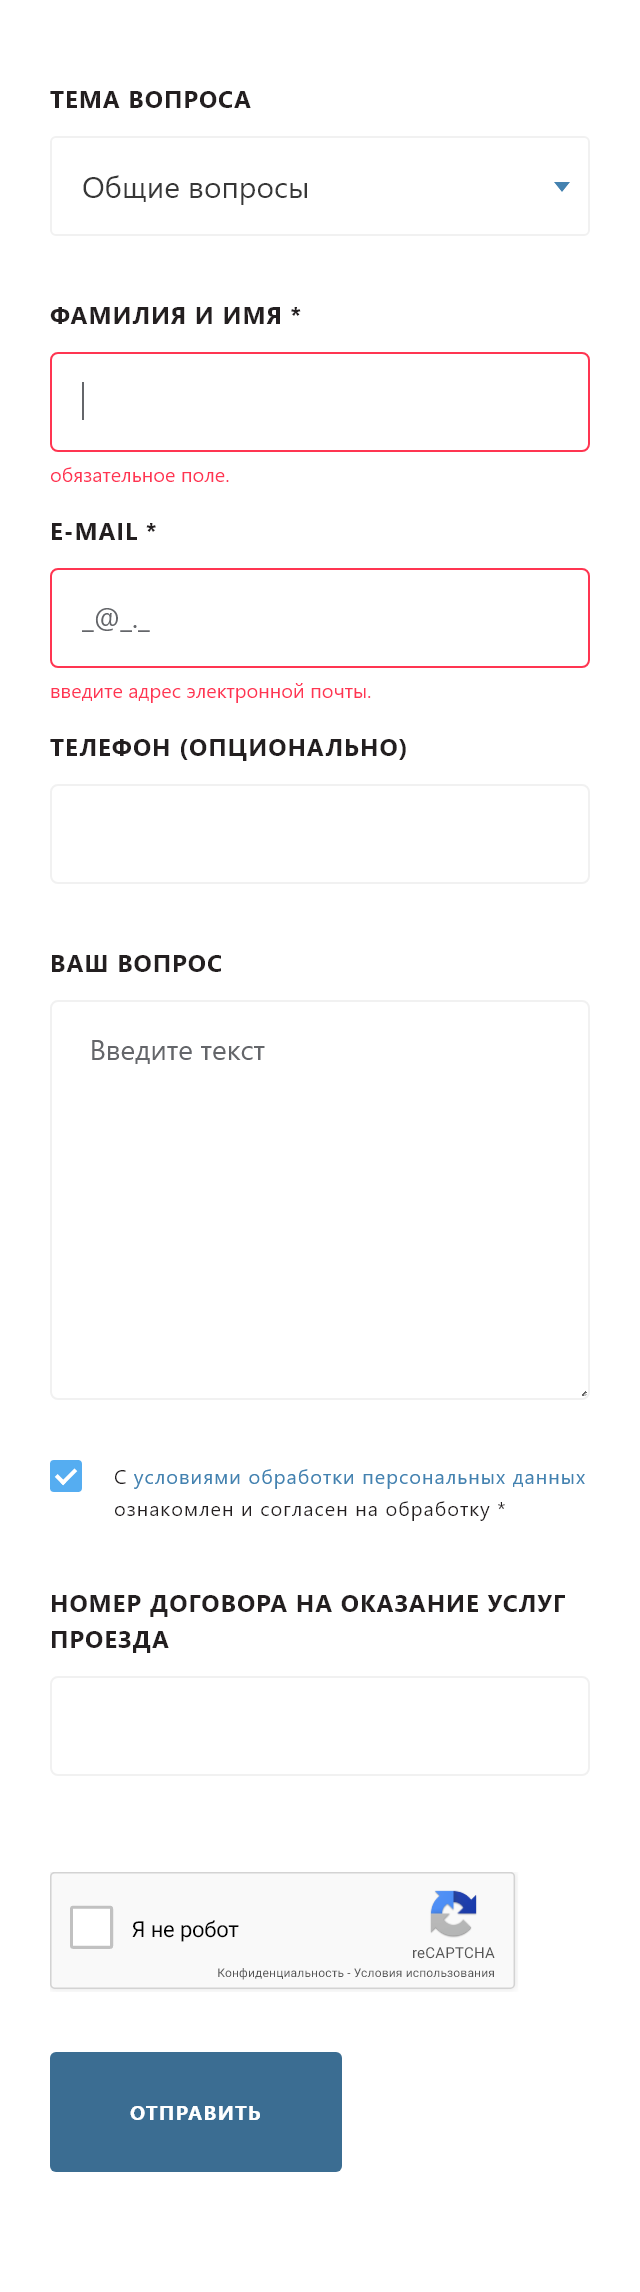 ТЕМА ВОПРОСА
Общие вопросы
ФАМИЛИЯ И ИМЯ *
обязательное поле.
E-MAIL *
_@_._
введите адрес электронной почты.
ТЕЛЕФОН (ОПЦИОНАЛЬНО)
ВАШ ВОПРОС
Введите текст
С условиями обработки персональных данных
ознакомлен и согласен на обработку *
НОМЕР ДОГОВОРА НА ОКАЗАНИЕ УСЛУГ
ПРОЕЗДА
Я не робот
reCAPTCHA
Конфиденциальность - Условия использования
ОТПРАВИТЬ